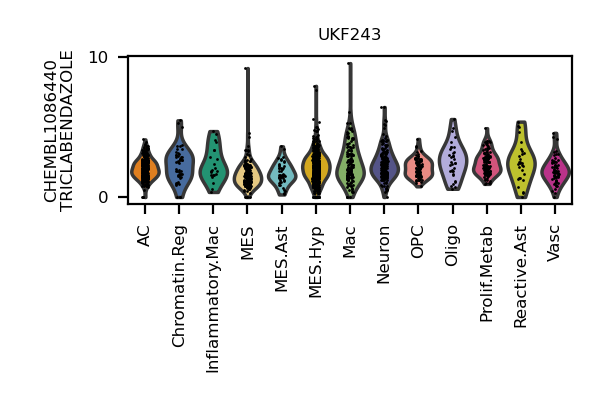 UKF243
CHEMBL1086440
TRICLABENDAZOLE
10
0
AC
Chromatin.Reg
Inflammatory.Mac
MES
MES.Ast
MES.Hyp
Mac
Neuron
OPC
Oligo
Prolif.Metab
Reactive.Ast
Vasc